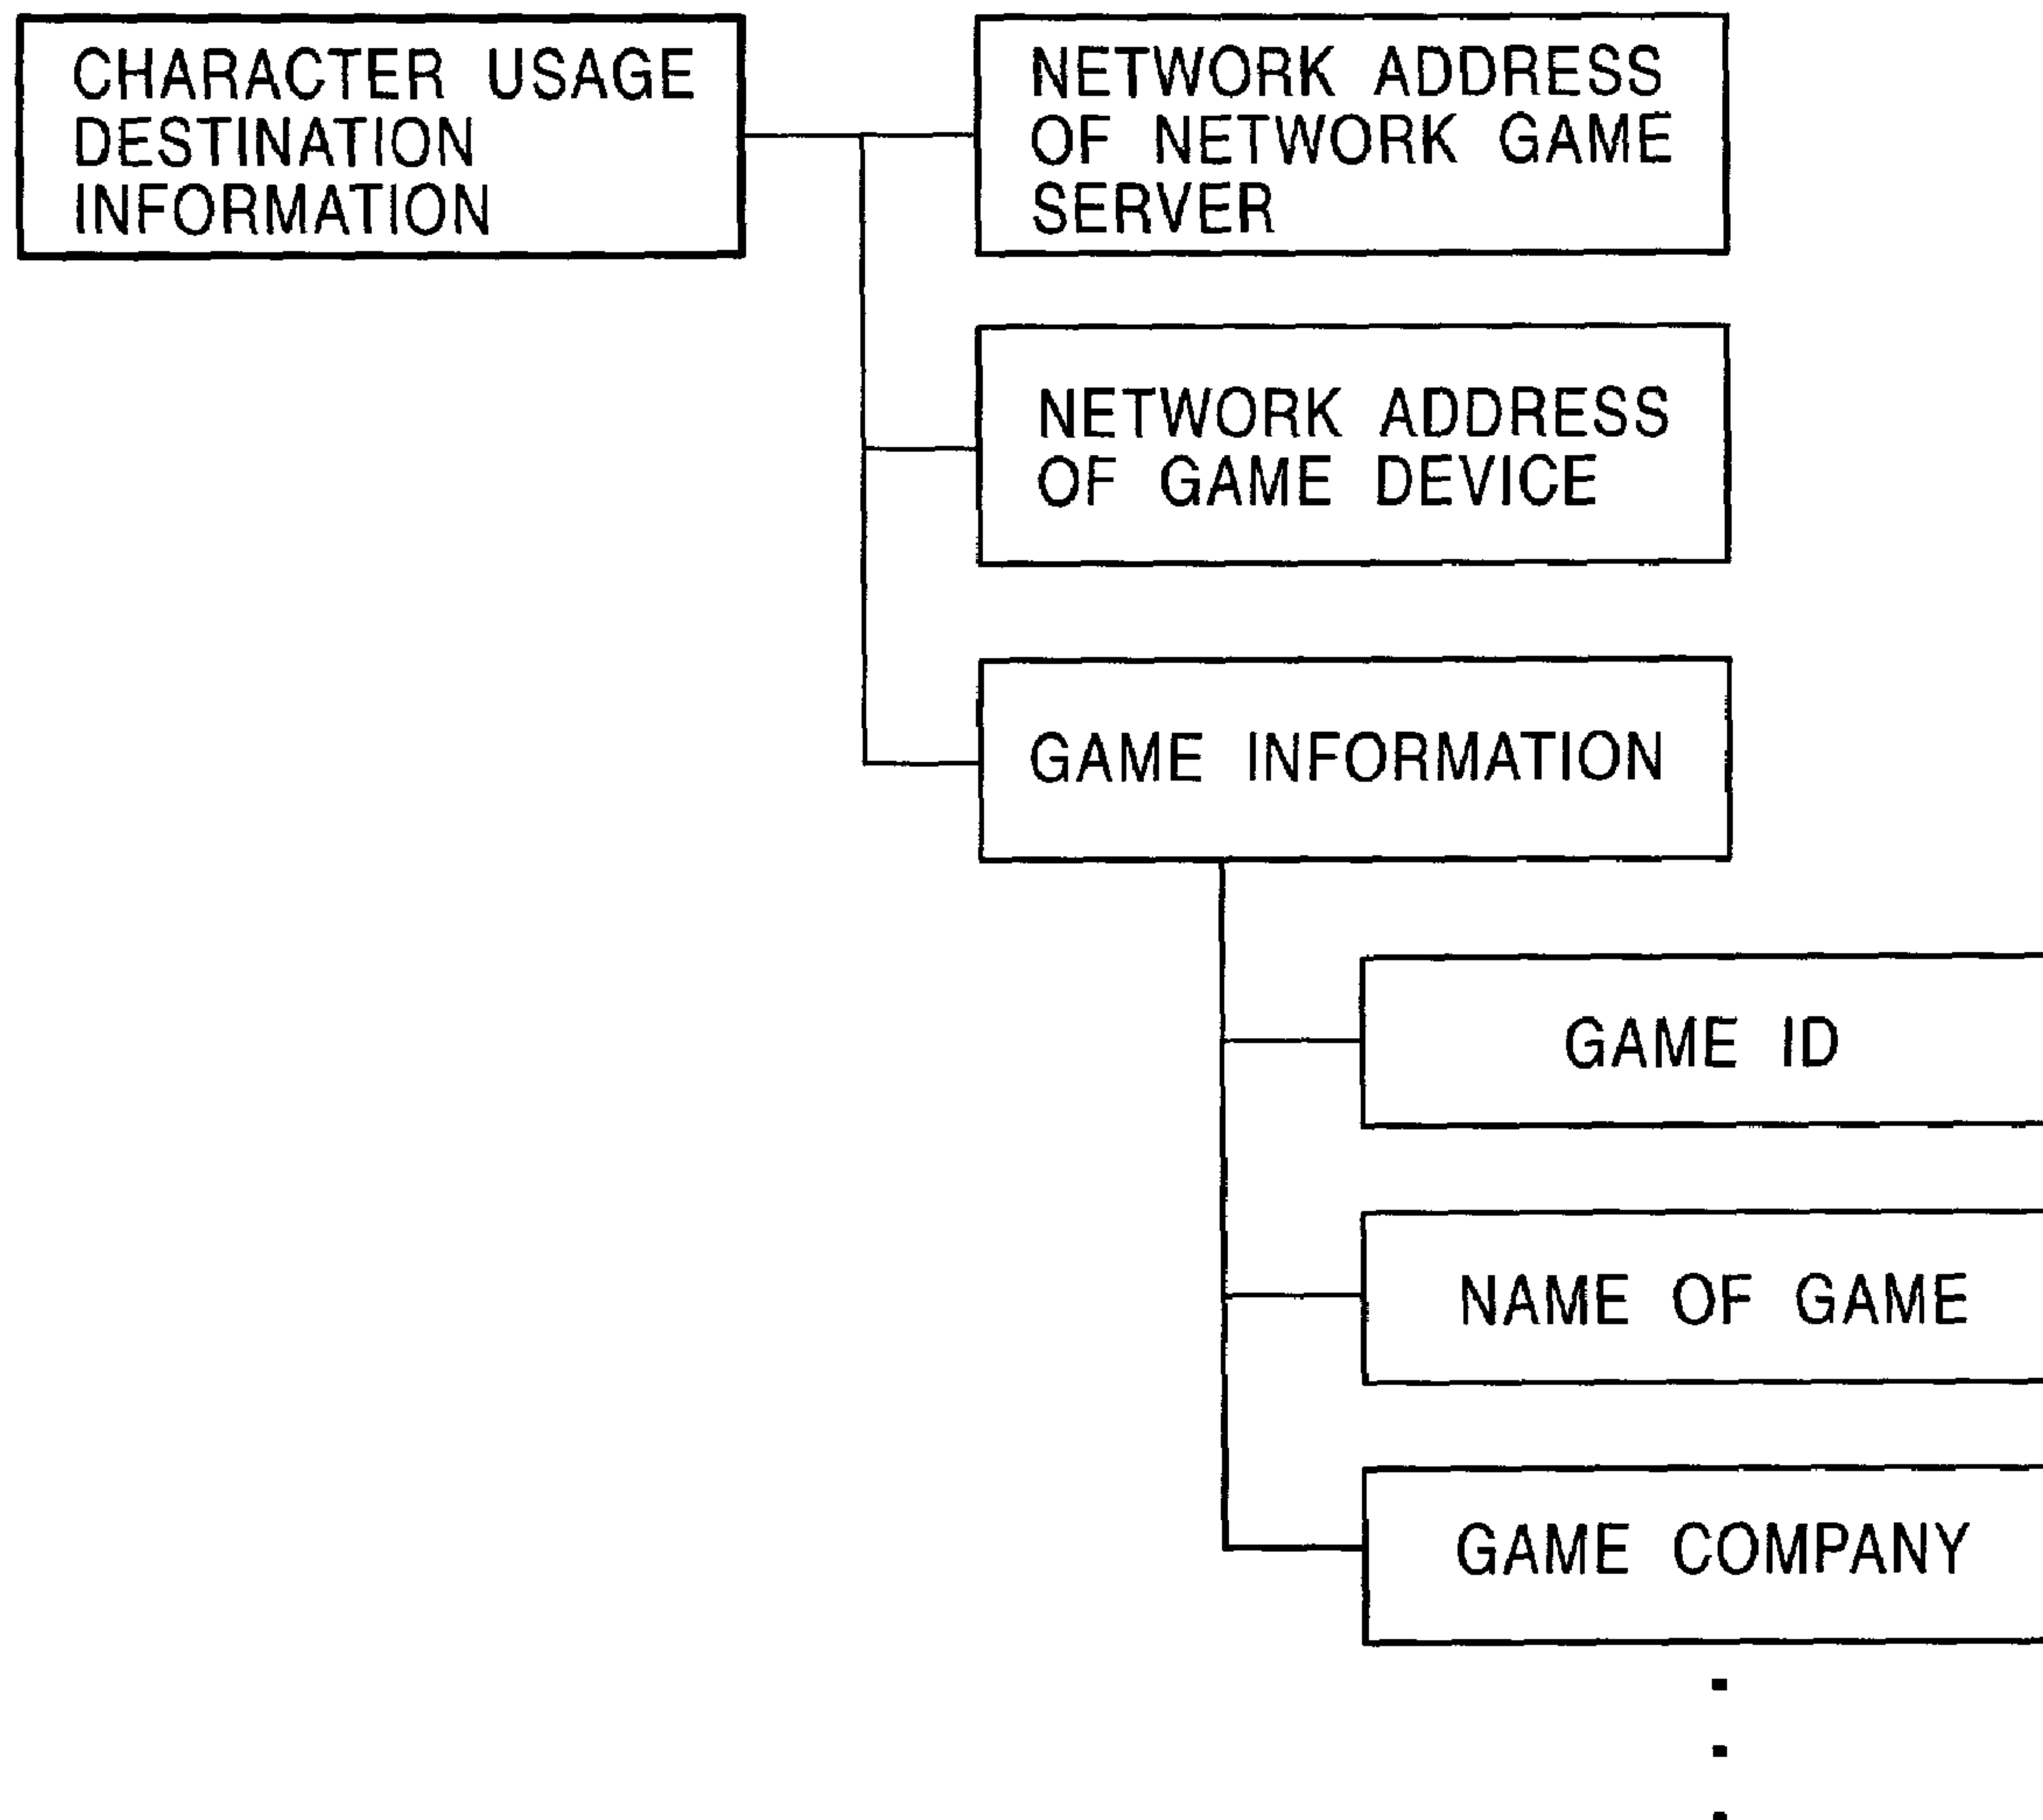 CHARACTER USAGE
DESTINATION
INFORMATION
NETWORK ADDRESS
OF NETWORK GAME
SERVER
NETWORK ADDRESS
OF GAME DEVICE
GAME INFORMATION
GAME ID
NAME OF GAME
GAME COMPANY